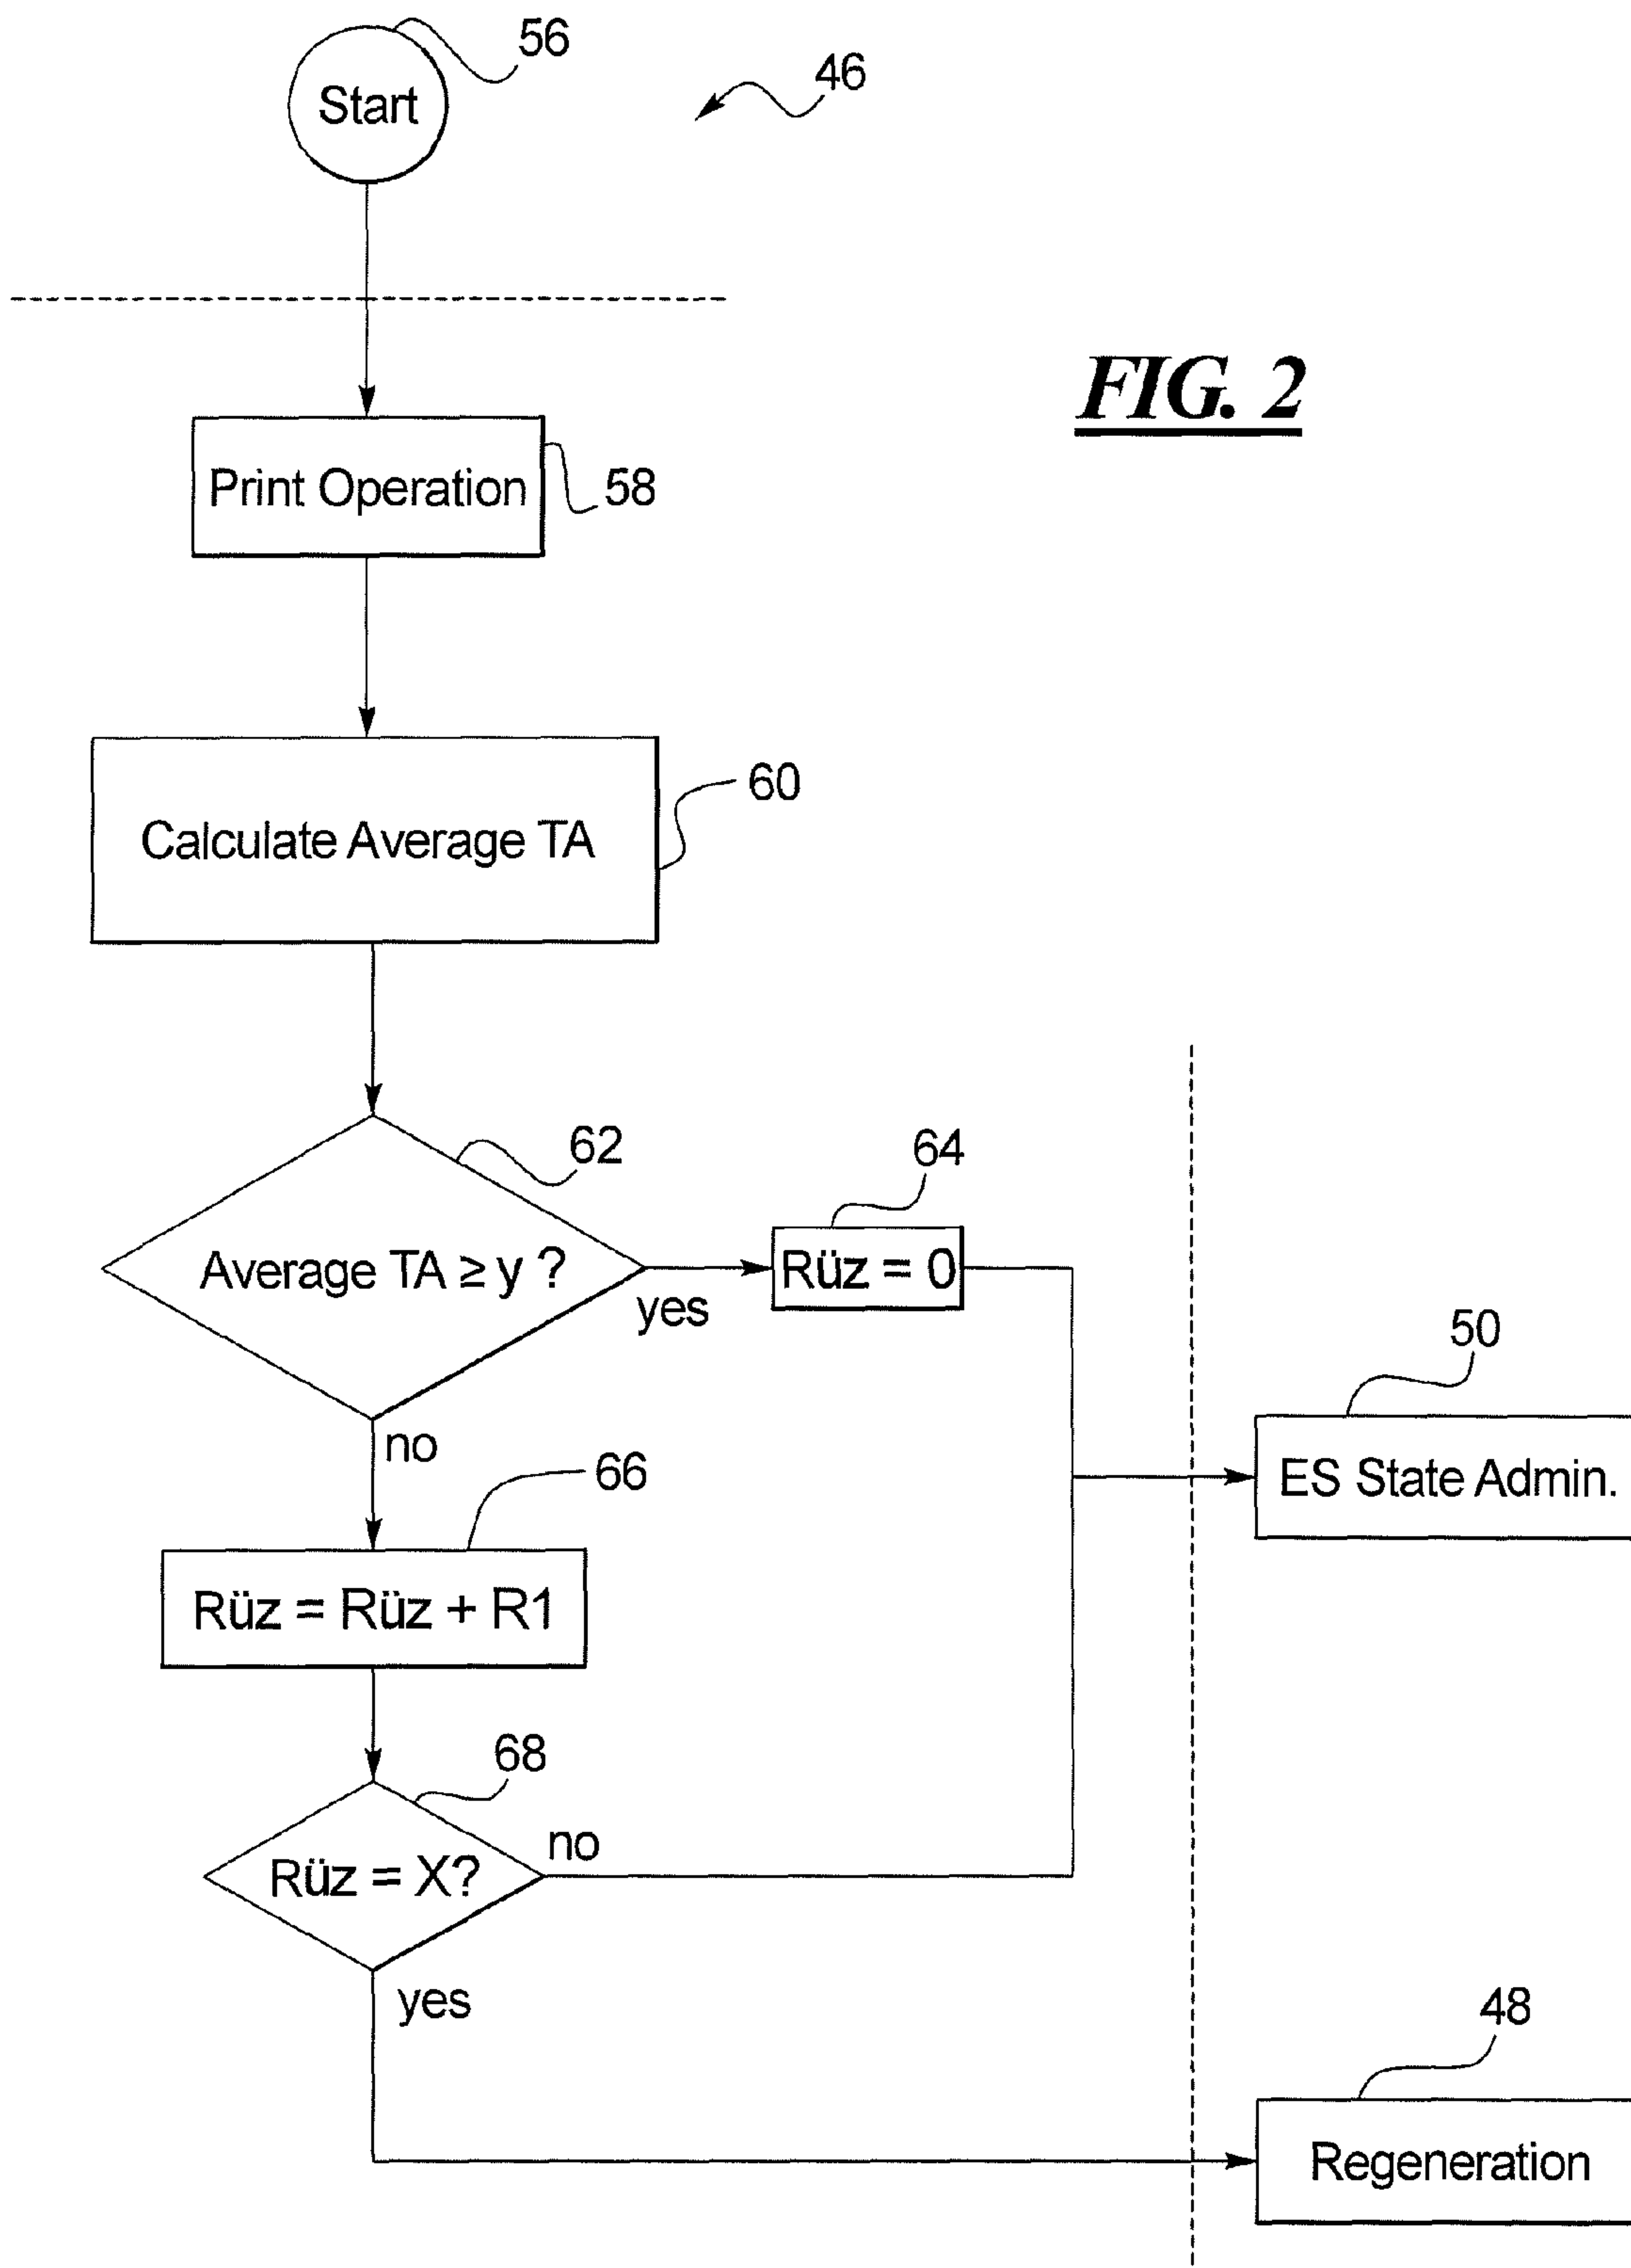 56
Start
46
FIG. 2
Print Operation
58
60
Calculate Average TA
62
64
Average TA ≥ y ?
yes
Rüz = 0
50
no
ES State Admin.
66
Rüz = Rüz + R1
68
no
Rüz = X?
yes
48
Regeneration